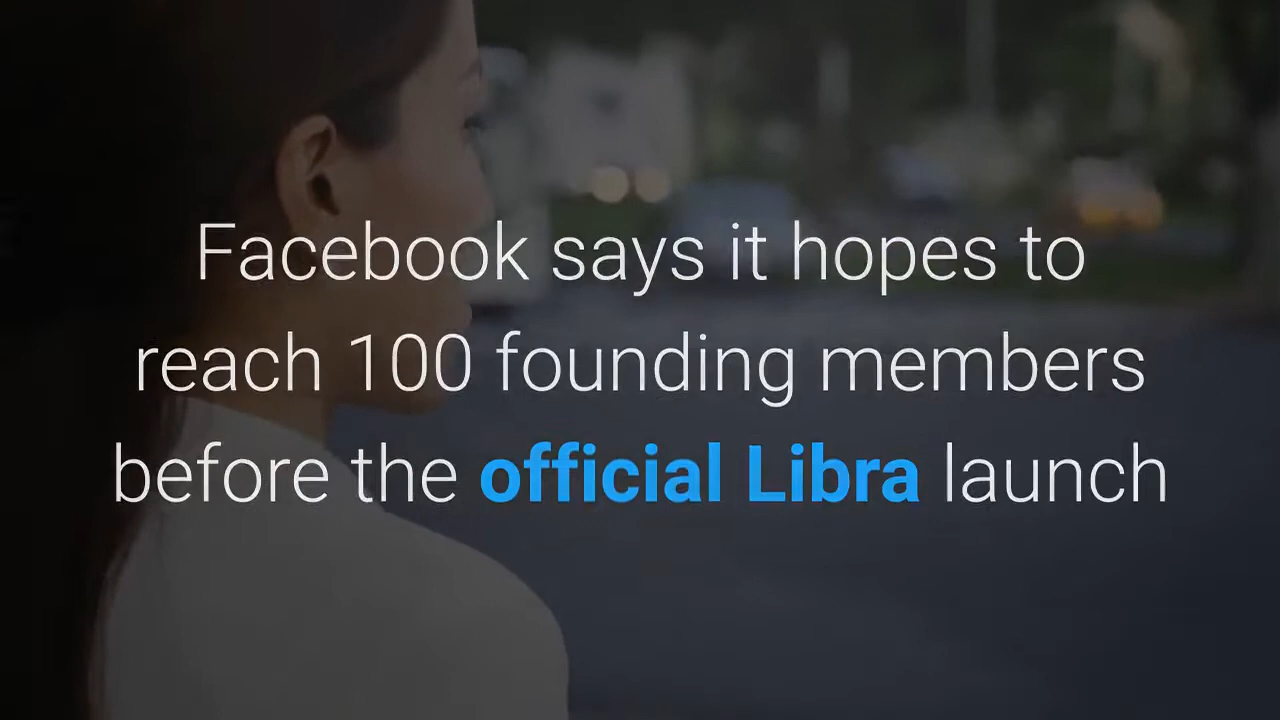 Facebook says it hopes to
reach 100 founding members
before the official Libra launch